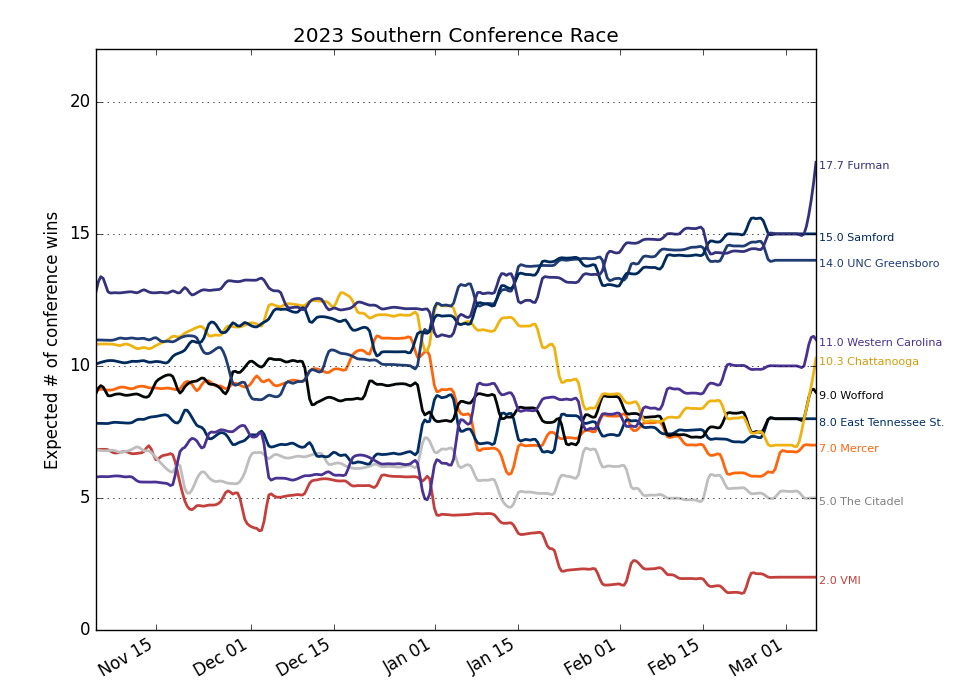 2023 Southern Conference Race
Expected # of conference wins
20
15
10
5
0
17.7 Furman
15.0 Samford
14.0 UNC Greensboro
11.0 Western Carolina
10.3 Chattanooga
9.0 Wofford
8.0 East Tennessee St.
7.0 Mercer
5.0 The Citadel
2.0 VMI
Nov 15
Dec 01
Dec 15
Jan 01
Jan 15
Feb 01
Feb 15
Mar 01